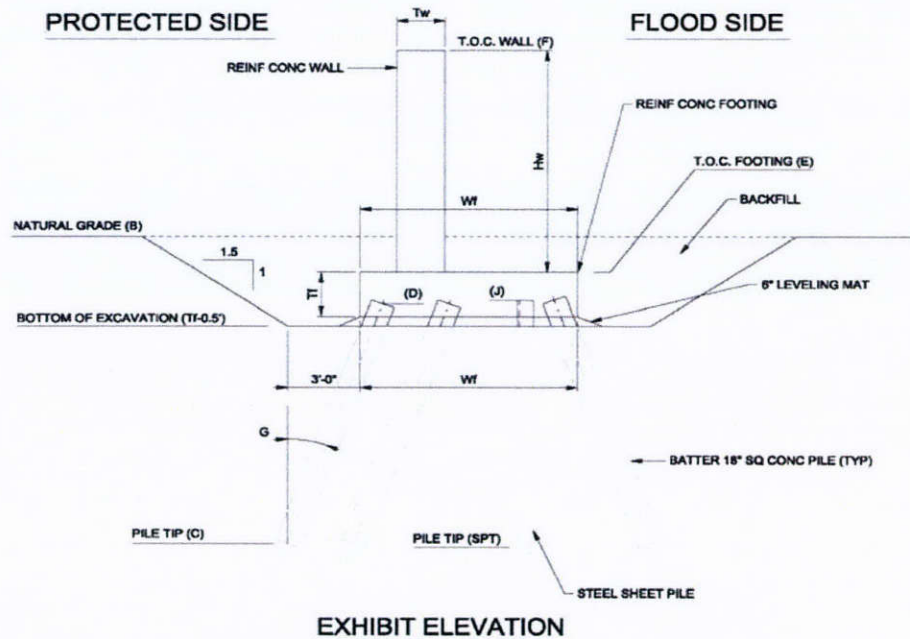 PROTECTED SIDE
Tw
FLOOD SIDE
T.O.C. WALL (F)
REINF CONC WALL
REINF CONC FOOTING
Hw
T.O.C. FOOTING (E)
Wf
BACKFILL
NATURAL GRADE (B)
1.5
1
Tf
(D)
(J)
6" LEVELING MAT
BOTTOM OF EXCAVATION (Tf-0.5')
3'-0"
Wf
G
BATTER 18" SQ CONC PILE (TYP)
PILE TIP (C)
PILE TIP (SPT)
STEEL SHEET PILE
EXHIBIT ELEVATION